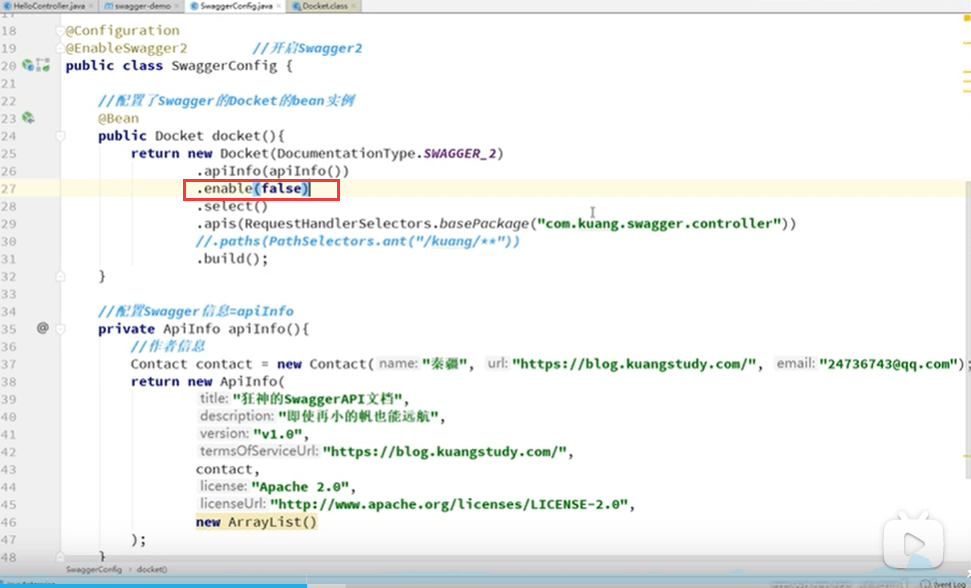 HelloController.java × swagger-demo × SwaggerConfig.java × Docket.class ×
18 @Configuration
19 @EnableSwagger2 //开启Swagger2
20 public class SwaggerConfig {
21
22 //配置了Swagger的Docket的bean实例
23 @Bean
24 public Docket docket(){
25 return new Docket(DocumentationType.SWAGGER_2)
26 .apiInfo(apiInfo())
27 .enable(false)
28 .select()
29 .apis(RequestHandlerSelectors.basePackage("com.kuang.swagger.controller"))
30 //.paths(PathSelectors.ant("/kuang/**"))
31 .build();
32 }
33
34 //配置Swagger信息=apiInfo
35 @ private ApiInfo apiInfo(){
36 //作者信息
37 Contact contact = new Contact( name: "秦疆", url: "https://blog.kuangstudy.com/", email: "24736743@qq.com");
38 return new ApiInfo(
39 title: "狂神的SwaggerAPI文档",
40 description: "即使再小的帆也能远航",
41 version: "v1.0",
42 termsOfServiceUrl: "https://blog.kuangstudy.com/",
43 contact,
44 license: "Apache 2.0",
45 licenseUrl: "http://www.apache.org/licenses/LICENSE-2.0",
46 new ArrayList()
47 );
48 }
SwaggerConfig › docket()
Event Log